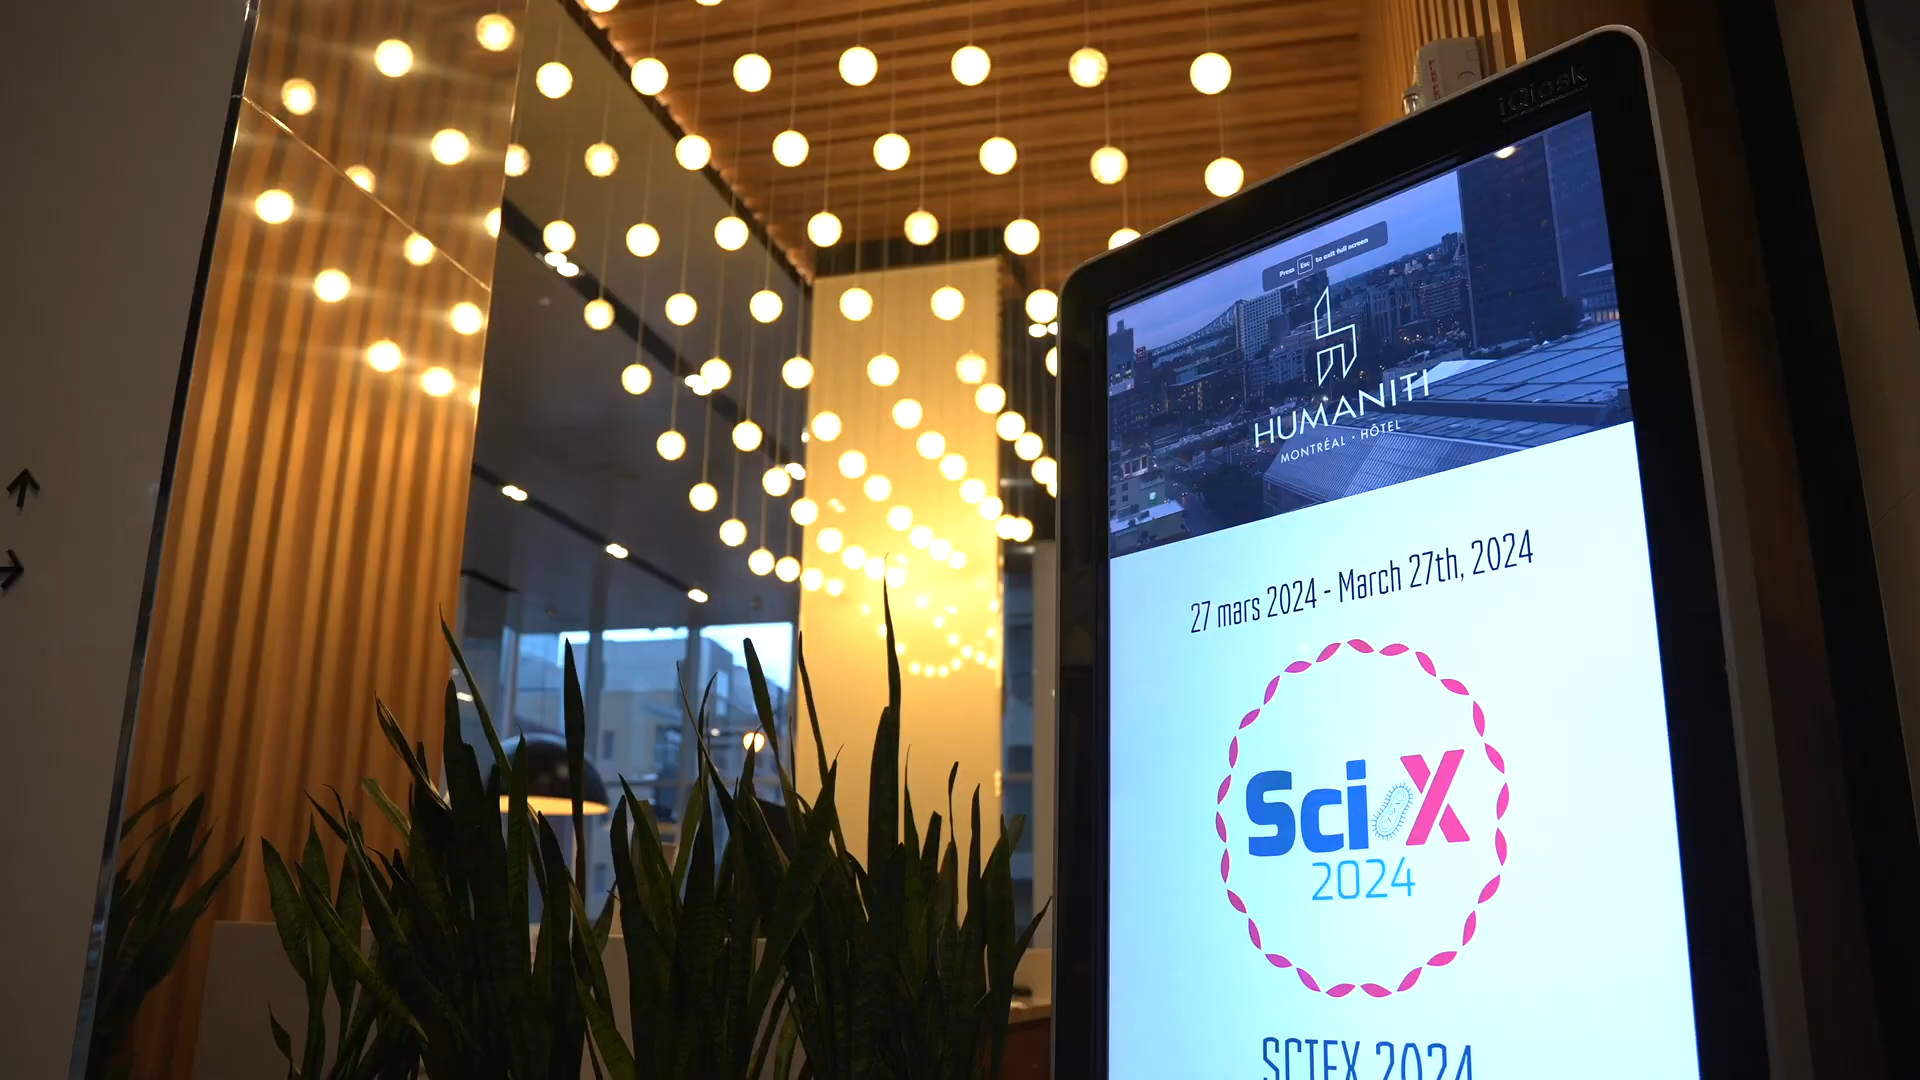 iQiosk
Press Esc to exit full screen
HUMANITI
MONTRÉAL · HÔTEL
27 mars 2024 - March 27th, 2024
Sci X
2024
SCIEX 2024